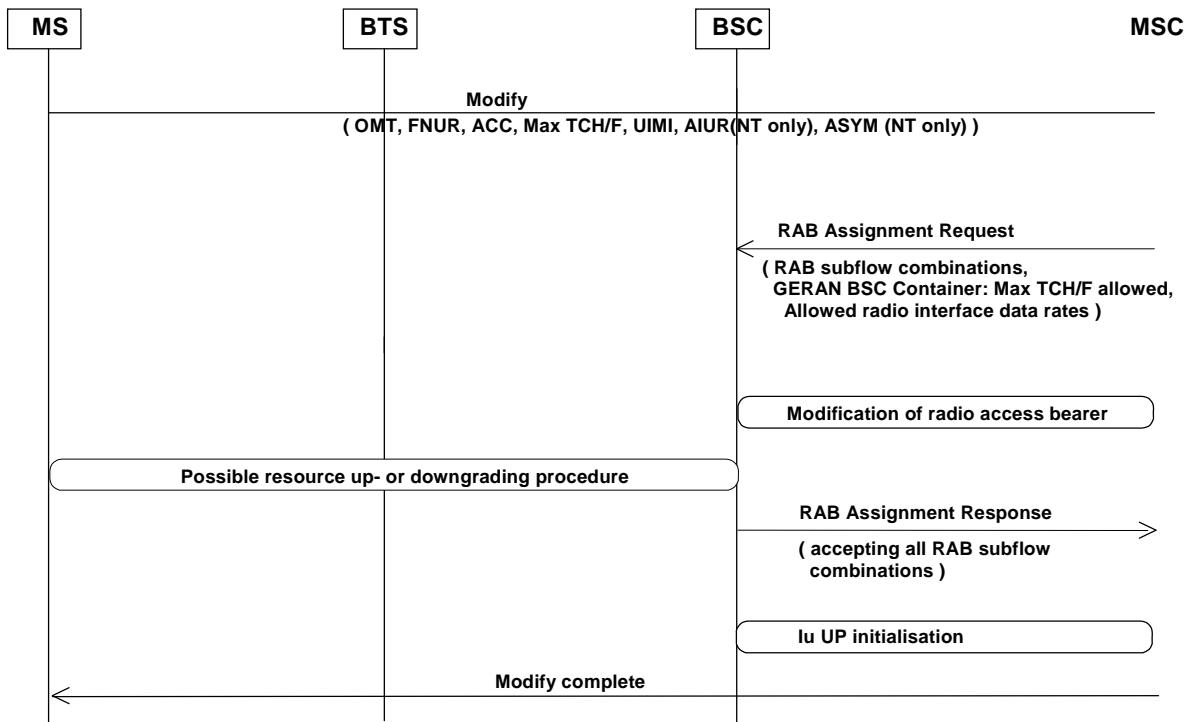 MS BTS BSC MSC
Modify
( OMT, FNUR, ACC, Max TCH/F, UIMI, AIUR(NT only), ASYM (NT only) )
RAB Assignment Request
( RAB subflow combinations,
GERAN BSC Container: Max TCH/F allowed,
Allowed radio interface data rates )
Modification of radio access bearer
Possible resource up- or downgrading procedure
RAB Assignment Response
( accepting all RAB subflow
combinations )
Iu UP initialisation
Modify complete